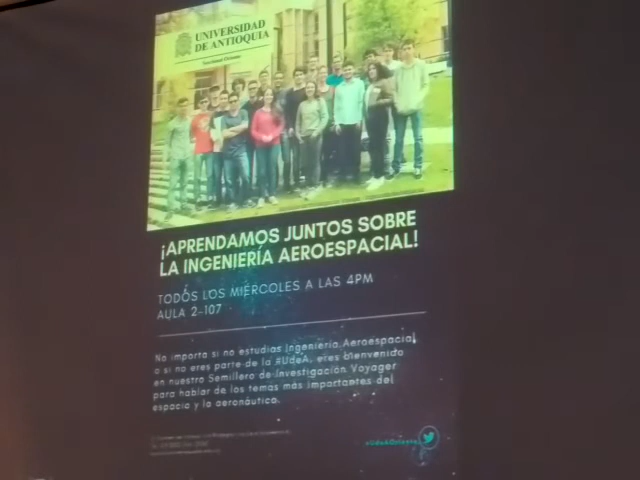 UNIVERSIDAD
DE ANTIOQUIA
Seccional Oriente
¡APRENDAMOS JUNTOS SOBRE
LA INGENIERÍA AEROESPACIAL!
TODOS LOS MIÉRCOLES A LAS 4PM
AULA 2-107
No importa si no estudias Ingeniería Aeroespacial
o si no eres parte de la #UdeA, eres bienvenido
en nuestro Semillero de Investigación Voyager
para hablar de los temas más importantes del
espacio y la aeronáutica.